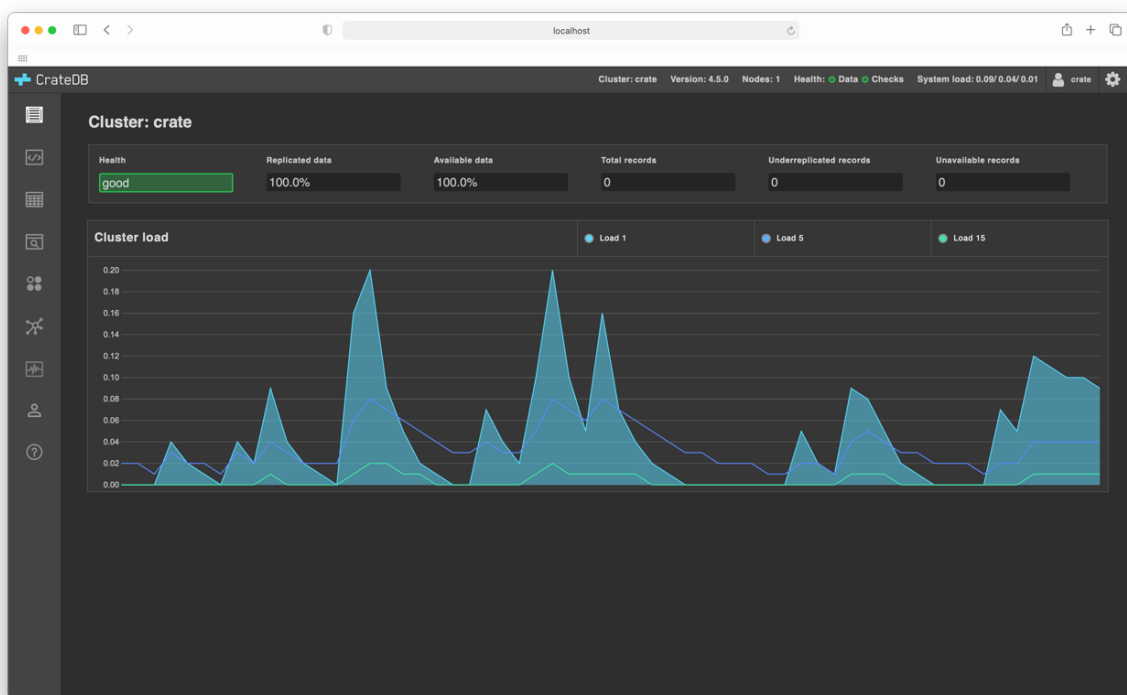 localhost
CrateDB
Cluster: crate Version: 4.5.0 Nodes: 1 Health: Data Checks System load: 0.09/ 0.04/ 0.01 crate
Cluster: crate
Health Replicated data Available data Total records Underreplicated records Unavailable records
good 100.0% 100.0% 0 0 0
Cluster load Load 1 Load 5 Load 15
0.20
0.18
0.16
0.14
0.12
0.10
0.08
0.06
0.04
0.02
0.00